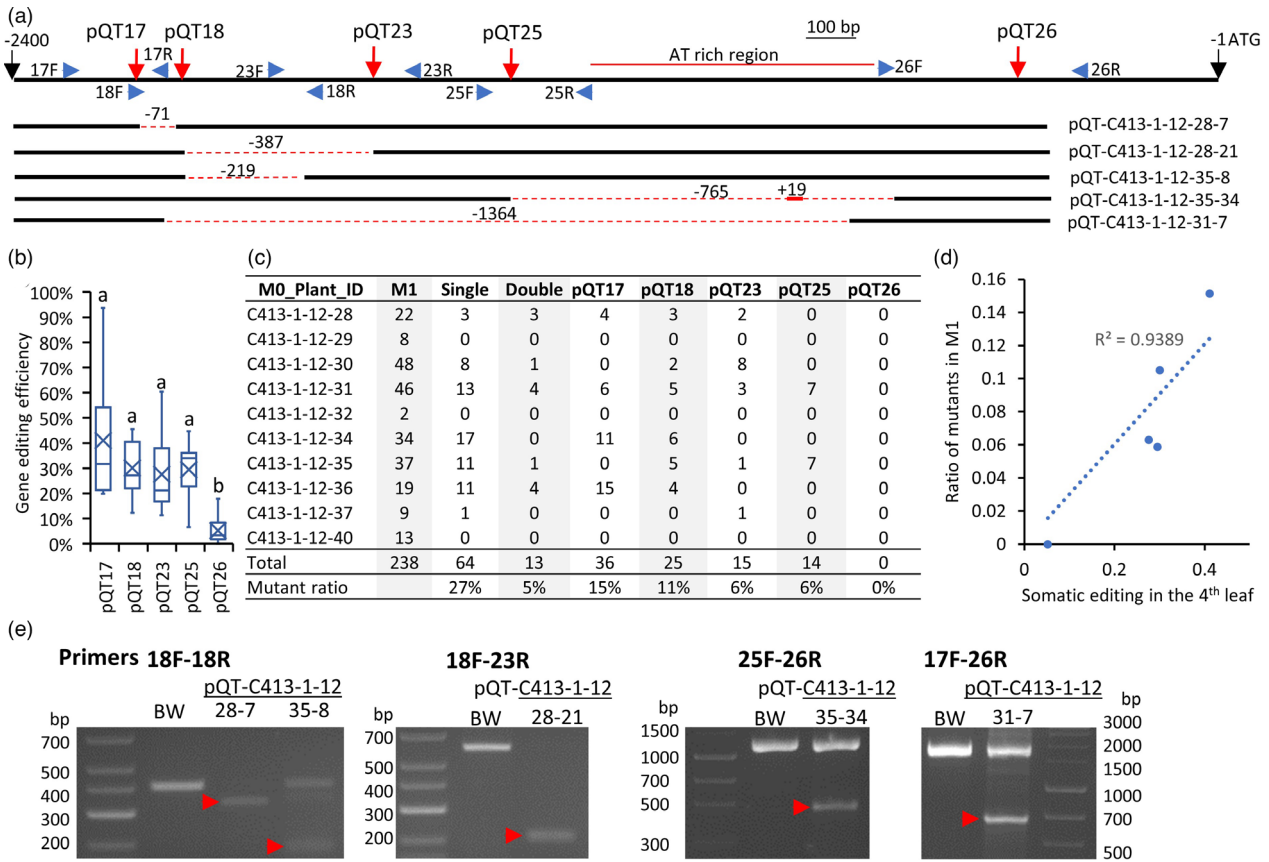 (a)
pQT17 pQT18 pQT23 pQT25 100 bp pQT26
-2400 -1ATG
17R AT rich region
17F 23F 23R 26F 26R
18F 18R 25F 25R
-71 pQT-C413-1-12-28-7
-387 pQT-C413-1-12-28-21
-219 pQT-C413-1-12-35-8
-765 +19 pQT-C413-1-12-35-34
-1364 pQT-C413-1-12-31-7
(b)
Gene editing efficiency
100%
90%
80%
70%
60%
50%
40%
30%
20%
10%
0%
a a a a b
pQT17 pQT18 pQT23 pQT25 pQT26
(c)
M0_Plant_ID M1 Single Double pQT17 pQT18 pQT23 pQT25 pQT26
C413-1-12-28 22 3 3 4 3 2 0 0
C413-1-12-29 8 0 0 0 0 0 0 0
C413-1-12-30 48 8 1 0 2 8 0 0
C413-1-12-31 46 13 4 6 5 3 7 0
C413-1-12-32 2 0 0 0 0 0 0 0
C413-1-12-34 34 17 0 11 6 0 0 0
C413-1-12-35 37 11 1 0 5 1 7 0
C413-1-12-36 19 11 4 15 4 0 0 0
C413-1-12-37 9 1 0 0 0 1 0 0
C413-1-12-40 13 0 0 0 0 0 0 0
Total 238 64 13 36 25 15 14 0
Mutant ratio 27% 5% 15% 11% 6% 6% 0%
(d)
Ratio of mutants in M1
0.16
0.14
0.12
0.1
0.08
0.06
0.04
0.02
0
R² = 0.9389
0 0.2 0.4
Somatic editing in the 4th leaf
(e)
Primers 18F-18R
pQT-C413-1-12
bp BW 28-7 35-8
700
500
400
300
200
18F-23R
pQT-C413-1-12
bp BW 28-21
700
500
400
300
200
25F-26R
pQT-C413-1-12
bp BW 35-34
1500
1000
700
500
300
17F-26R
pQT-C413-1-12
BW 31-7 bp
3000
2000
1500
1000
700
500